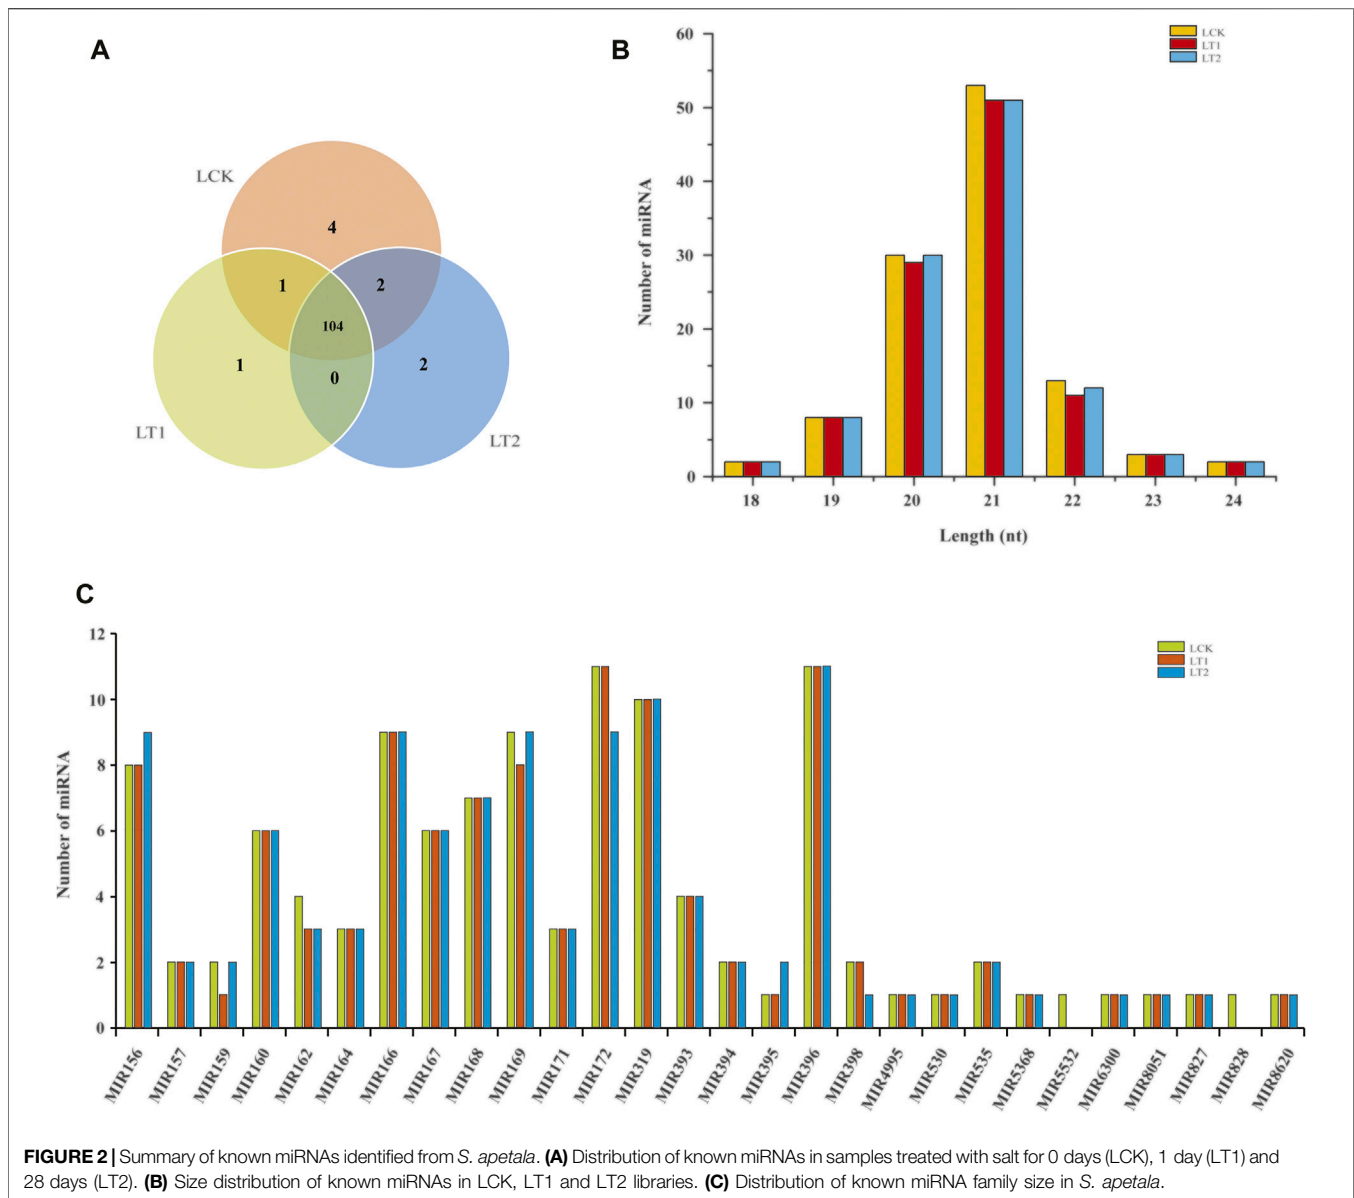 A
LCK
4
1
2
104
1
0
2
LT1
LT2
B
LCK
LT1
LT2
60
50
40
30
20
10
0
Number of miRNA
18 19 20 21 22 23 24
Length (nt)
C
LCK
LT1
LT2
12
10
8
6
4
2
0
Number of miRNA
MIR156 MIR157 MIR159 MIR160 MIR162 MIR164 MIR166 MIR167 MIR168 MIR169 MIR171 MIR172 MIR319 MIR393 MIR394 MIR395 MIR396 MIR398 MIR4995 MIR530 MIR535 MIR5368 MIR5532 MIR6300 MIR8051 MIR827 MIR828 MIR8620
FIGURE 2 | Summary of known miRNAs identified from S. apetala. (A) Distribution of known miRNAs in samples treated with salt for 0 days (LCK), 1 day (LT1) and
28 days (LT2). (B) Size distribution of known miRNAs in LCK, LT1 and LT2 libraries. (C) Distribution of known miRNA family size in S. apetala.